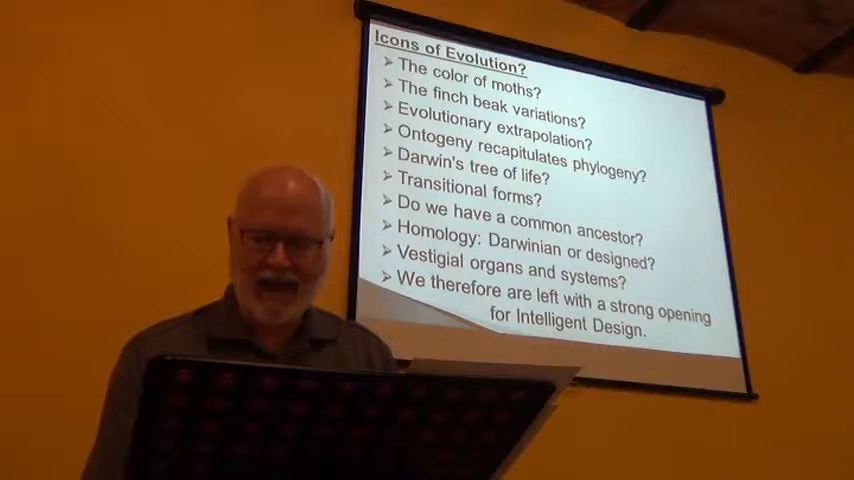 Icons of Evolution?
➢ The color of moths?
➢ The finch beak variations?
➢ Evolutionary extrapolation?
➢ Ontogeny recapitulates phylogeny?
➢ Darwin's tree of life?
➢ Transitional forms?
➢ Do we have a common ancestor?
➢ Homology: Darwinian or designed?
➢ Vestigial organs and systems?
➢ We therefore are left with a strong opening
for Intelligent Design.